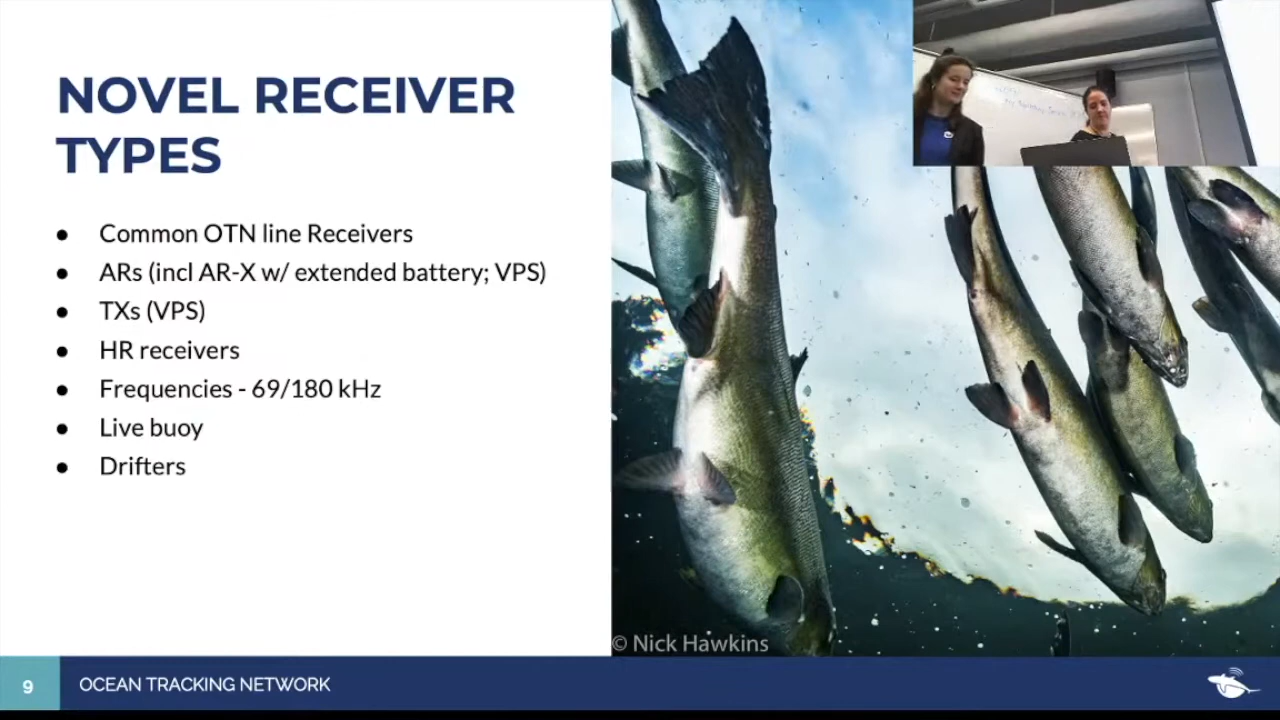 NOVEL RECEIVER
TYPES
● Common OTN line Receivers
● ARs (incl AR-X w/ extended battery; VPS)
● TXs (VPS)
● HR receivers
● Frequencies - 69/180 kHz
● Live buoy
● Drifters
© Nick Hawkins
9 OCEAN TRACKING NETWORK